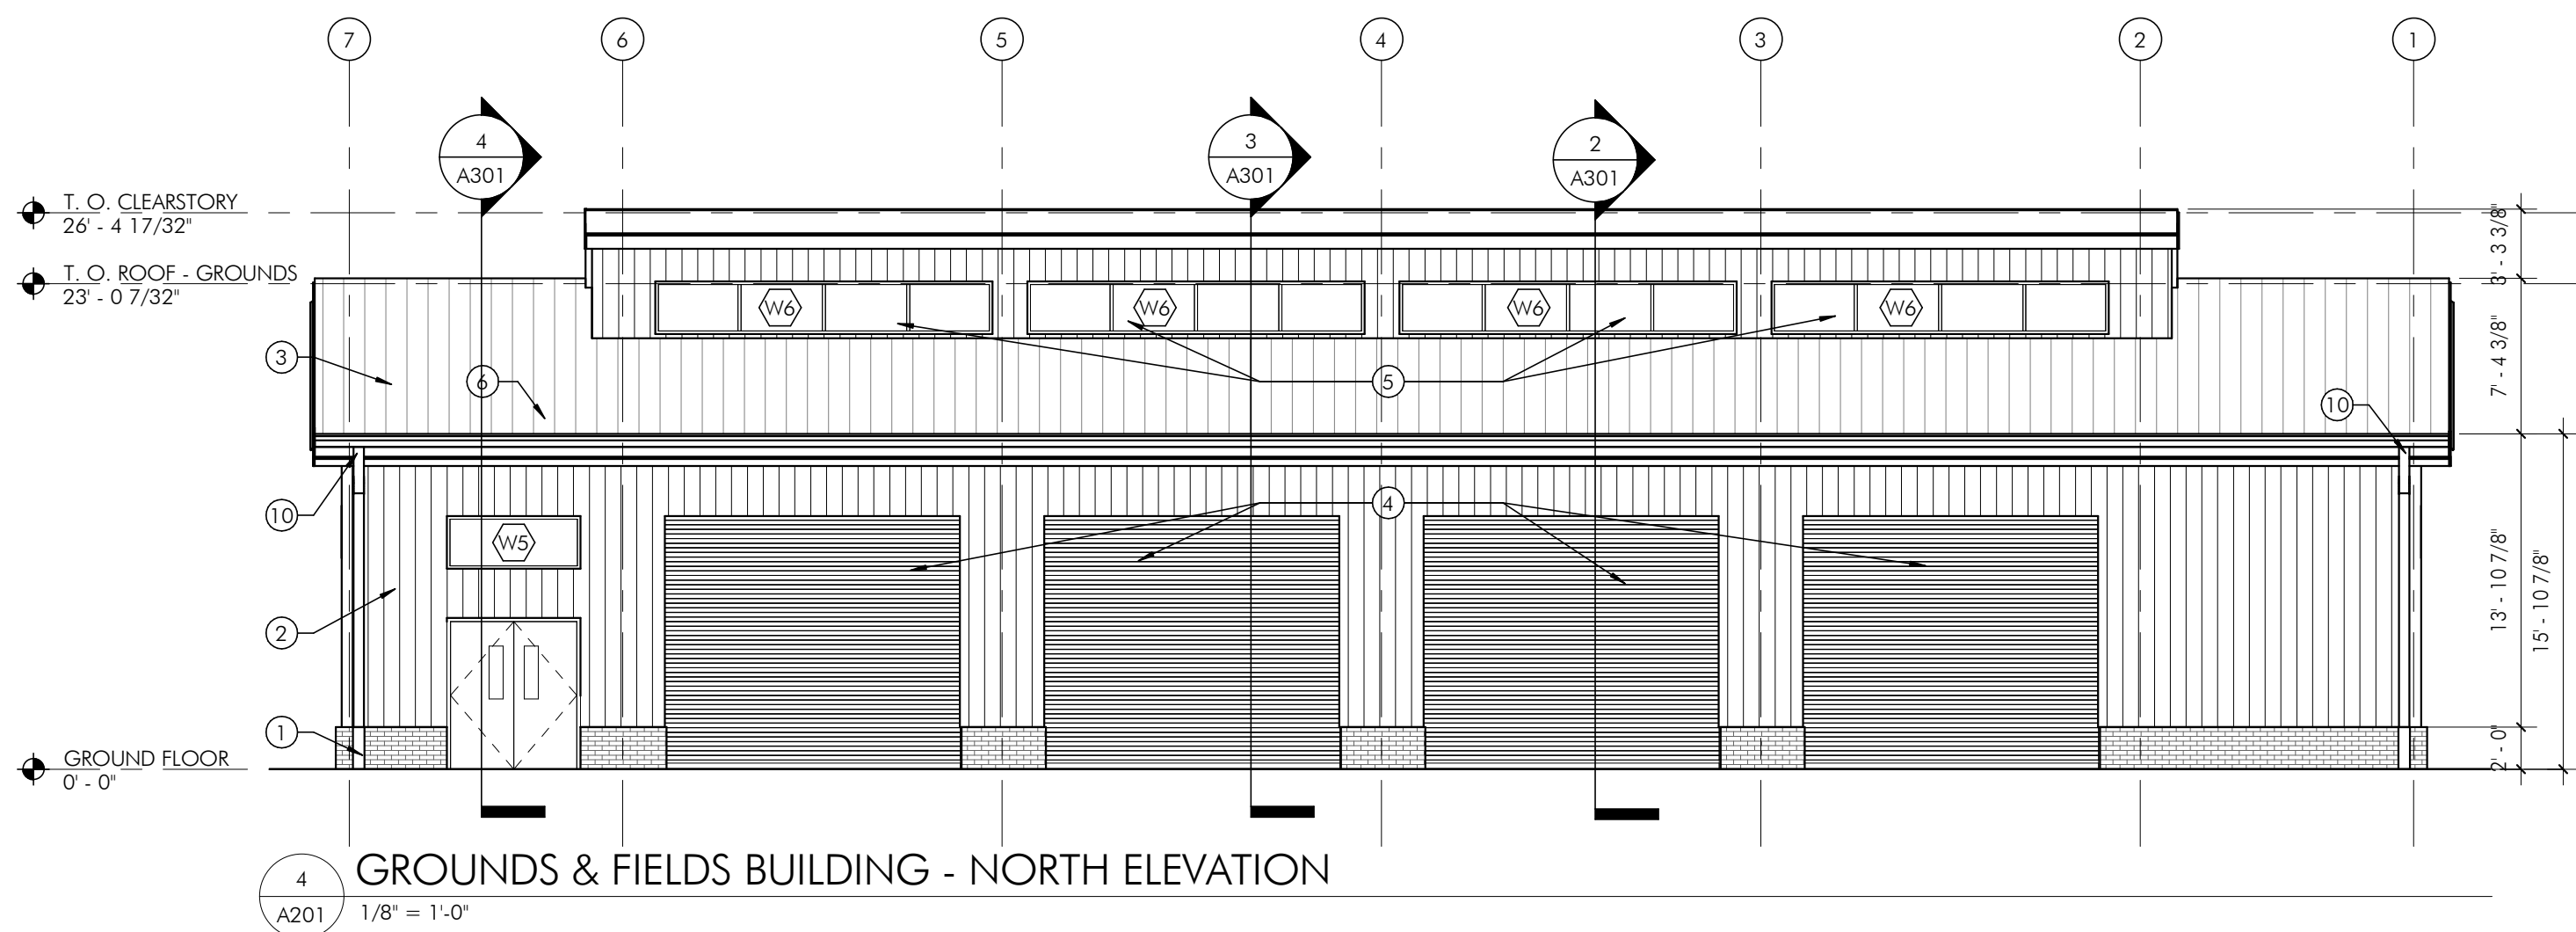 7 6 5 4 3 2 1
4
A301
3
A301
2
A301
T. O. CLEARSTORY
26' - 4 17/32"
T. O. ROOF - GROUNDS
23' - 0 7/32"
3' - 3 3/8"
W6 W6 W6 W6
3
6
5
7' - 4 3/8"
10
10
4
W5
13' - 10 7/8"
15' - 10 7/8"
2
1
2' - 0"
GROUND FLOOR
0' - 0"
4
A201
GROUNDS & FIELDS BUILDING - NORTH ELEVATION
1/8" = 1'-0"